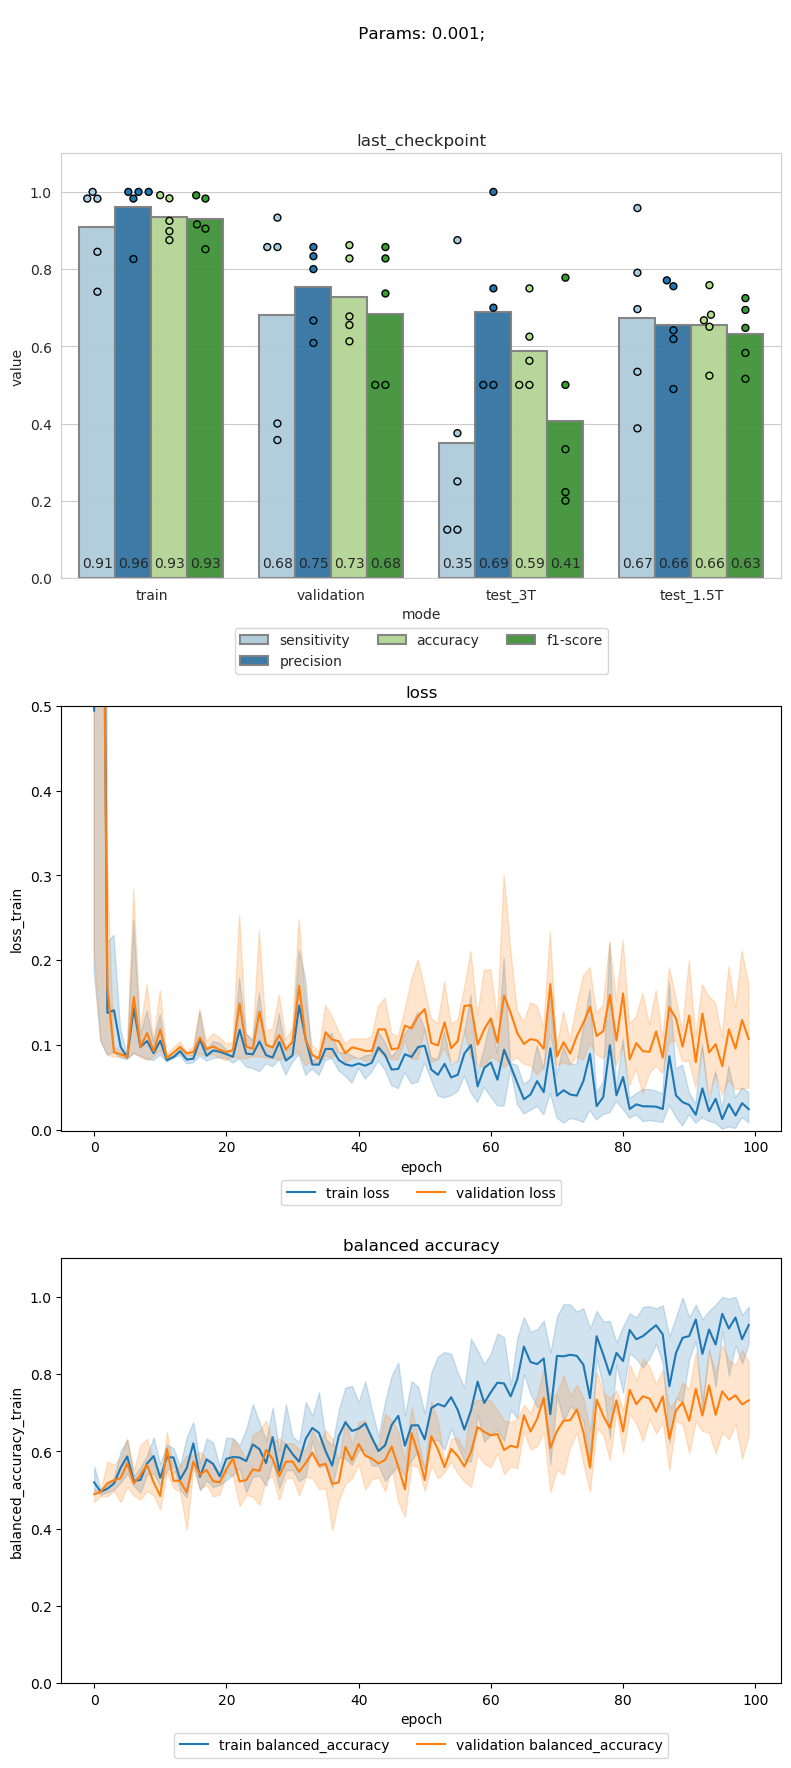 Params: 0.001;
last_checkpoint
value
1.0
0.8
0.6
0.4
0.2
0.0
0.91 0.96 0.93 0.93 0.68 0.75 0.73 0.68 0.35 0.69 0.59 0.41 0.67 0.66 0.66 0.63
train validation test_3T test_1.5T
mode
sensitivity accuracy f1-score
precision
loss
loss_train
0.5
0.4
0.3
0.2
0.1
0.0
0 20 40 60 80 100
epoch
train loss validation loss
balanced accuracy
balanced_accuracy_train
1.0
0.8
0.6
0.4
0.2
0.0
0 20 40 60 80 100
epoch
train balanced_accuracy validation balanced_accuracy